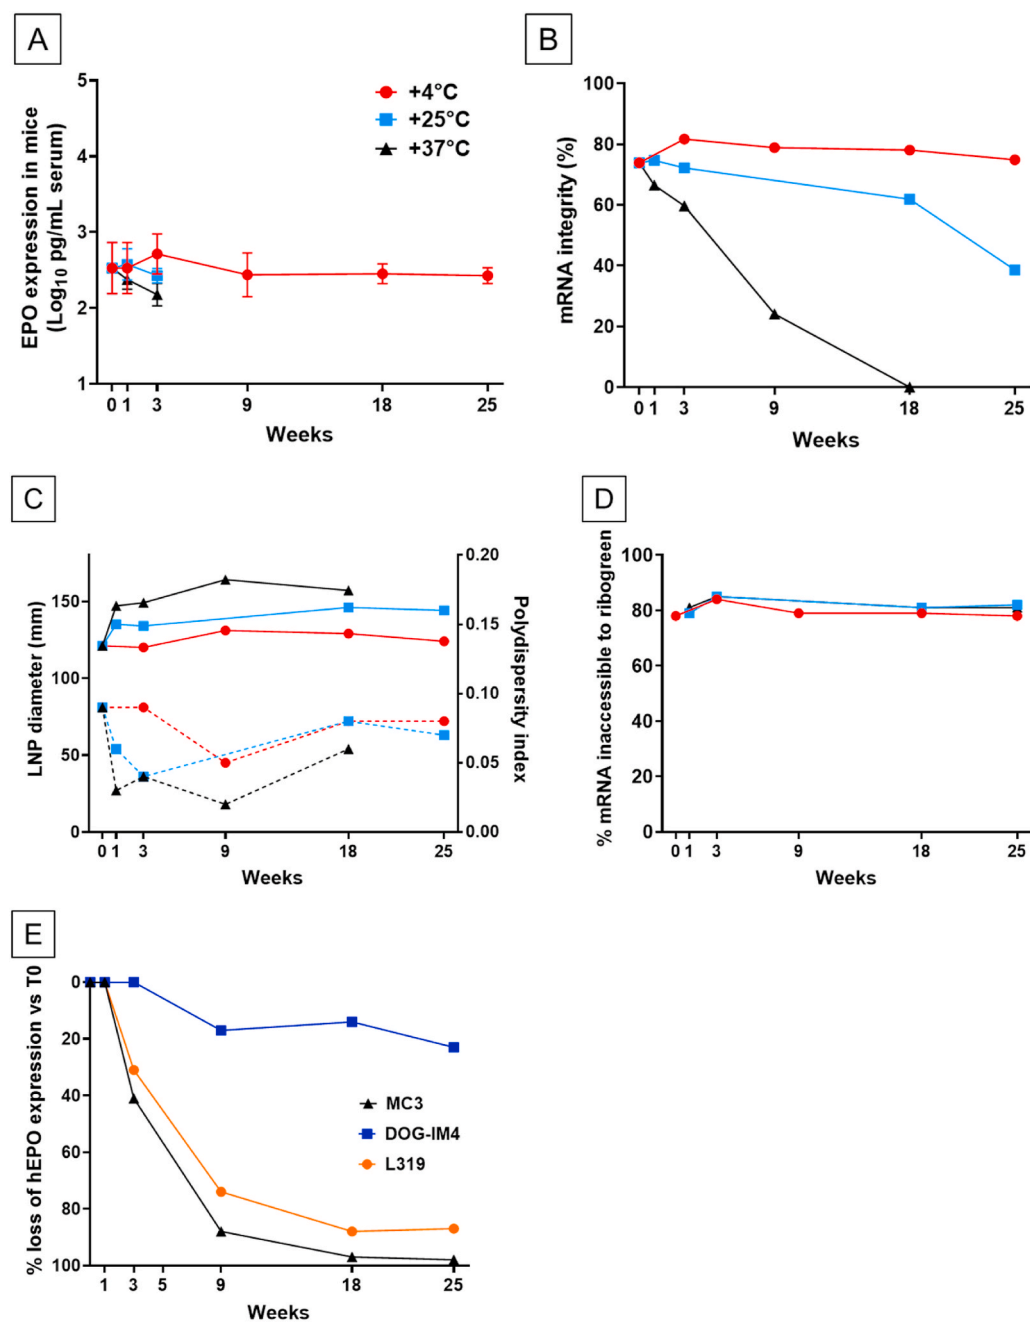 A
EPO expression in mice
(Log10 pg/mL serum)
5
4
3
2
1
+4°C
+25°C
+37°C
0 1 3 9 18 25
Weeks
B
mRNA integrity (%)
100
80
60
40
20
0
0 1 3 9 18 25
Weeks
C
LNP diameter (mm)
150
100
50
0
0.20
0.15
0.10
0.05
0.00
Polydispersity index
0 1 3 9 18 25
Weeks
D
% mRNA inaccessible to ribogreen
100
80
60
40
20
0
0 1 3 9 18 25
Weeks
E
% loss of hEPO expression vs T0
0
20
40
60
80
100
MC3
DOG-IM4
L319
1 3 5 9 18 25
Weeks